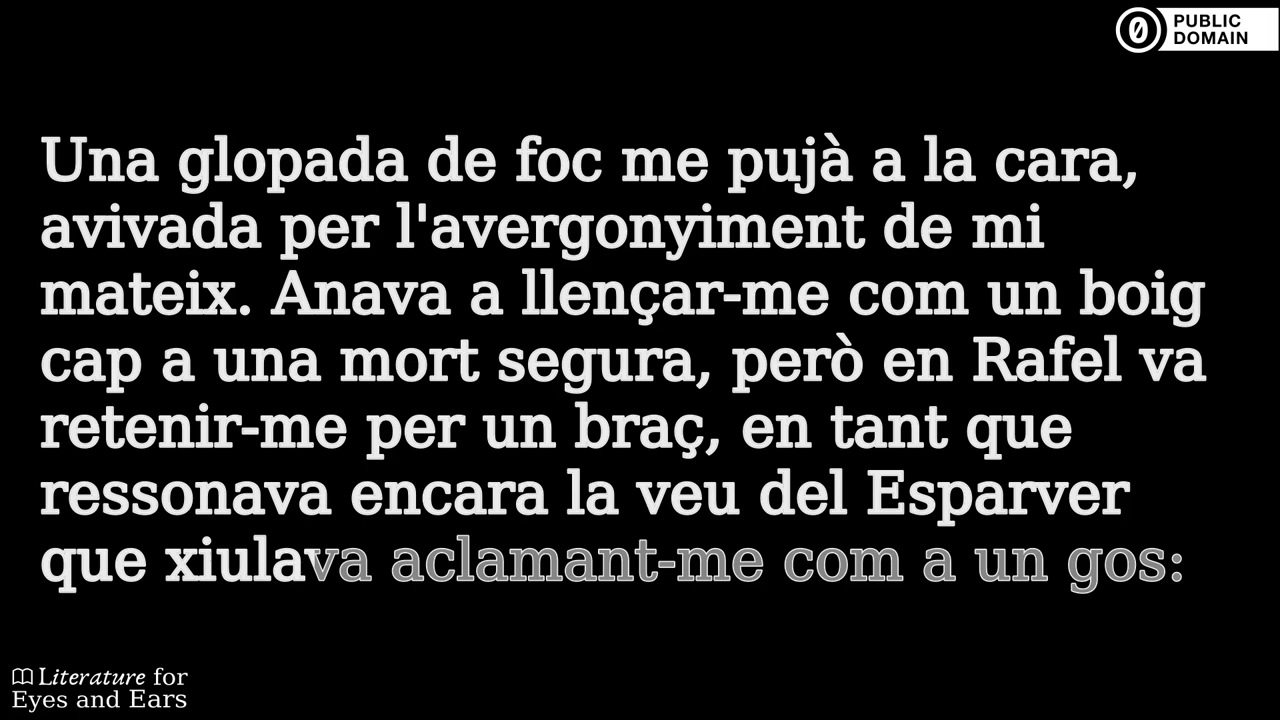 PUBLIC
DOMAIN
Una glopada de foc me pujà a la cara,
avivada per l'avergonyiment de mi
mateix. Anava a llençar-me com un boig
cap a una mort segura, però en Rafel va
retenir-me per un braç, en tant que
ressonava encara la veu del Esparver
que xiulava aclamant-me com a un gos:
Literature for
Eyes and Ears